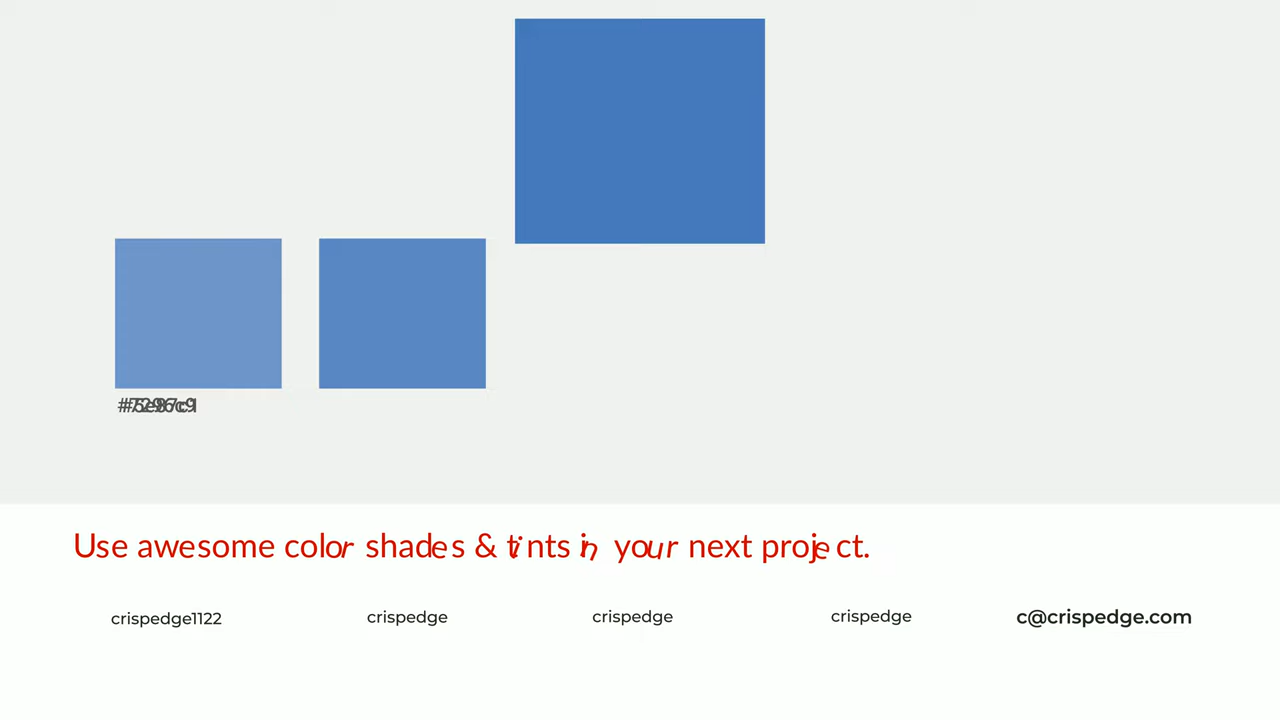 Use awesome color shades & tints in your next project.
crispedge1122 crispedge crispedge crispedge c@crispedge.com